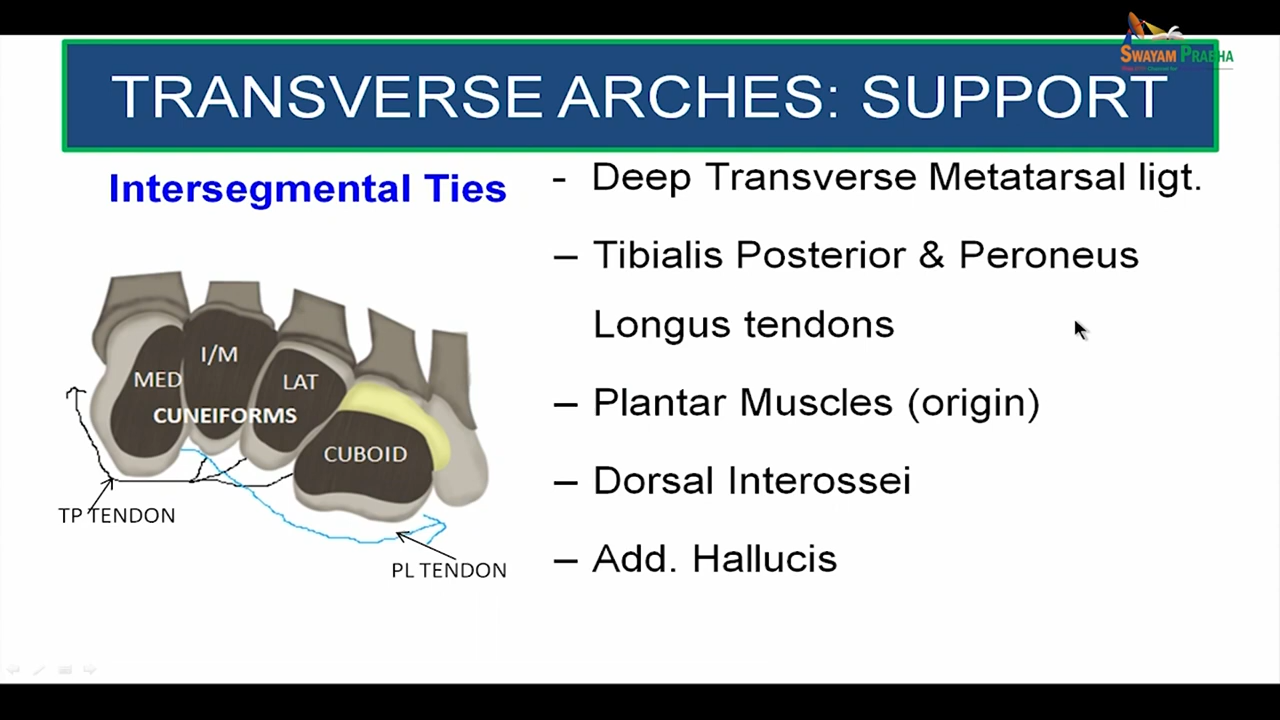 SWAYAM PRABHA
TRANSVERSE ARCHES: SUPPORT
Intersegmental Ties
- Deep Transverse Metatarsal ligt.
– Tibialis Posterior & Peroneus
Longus tendons
– Plantar Muscles (origin)
– Dorsal Interossei
– Add. Hallucis
I/M
MED
LAT
CUNEIFORMS
CUBOID
TP TENDON
PL TENDON